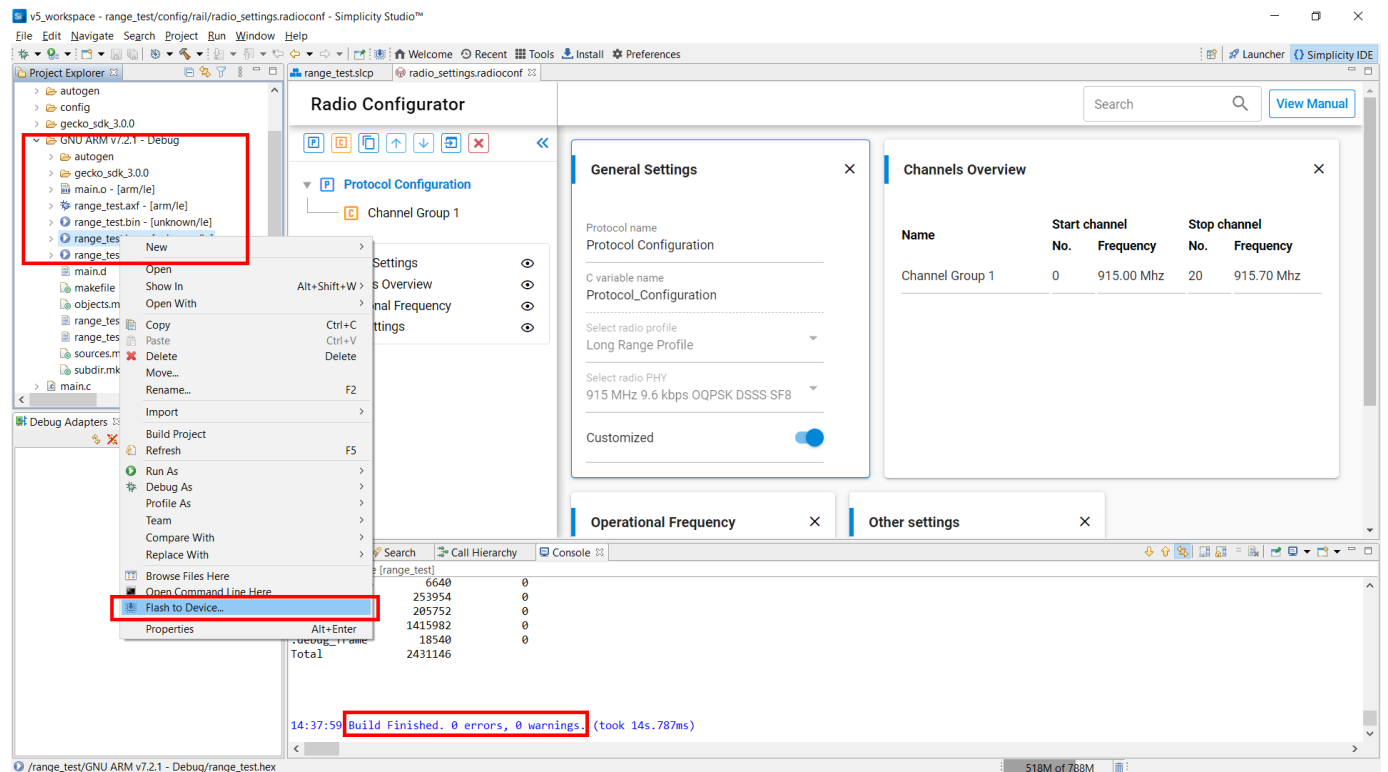 v5_workspace - range_test/config/rail/radio_settings.radioconf - Simplicity Studio™
File Edit Navigate Search Project Run Window Help
Welcome Recent Tools Install Preferences
Launcher {} Simplicity IDE
Project Explorer
range_test.slcp
radio_settings.radioconf
autogen
config
gecko_sdk_3.0.0
GNU ARM v7.2.1 - Debug
autogen
gecko_sdk_3.0.0
main.o - [arm/le]
range_test.axf - [arm/le]
range_test.bin - [unknown/le]
range_test
range_tes
main.d
makefile
objects.m
range_tes
range_tes
sources.m
subdir.mk
main.c
Debug Adapters
New
Open
Show In Alt+Shift+W >
Open With
Copy Ctrl+C
Paste Ctrl+V
Delete Delete
Move...
Rename... F2
Import
Build Project
Refresh F5
Run As
Debug As
Profile As
Team
Compare With
Replace With
Browse Files Here
Open Command Line Here
Flash to Device...
Properties Alt+Enter
Radio Configurator
Search
View Manual
Protocol Configuration
Channel Group 1
Settings
s Overview
nal Frequency
ttings
General Settings
Protocol name
Protocol Configuration
C variable name
Protocol_Configuration
Select radio profile
Long Range Profile
Select radio PHY
915 MHz 9.6 kbps OQPSK DSSS SF8
Customized
Channels Overview
Name
Start channel
Stop channel
No. Frequency No. Frequency
Channel Group 1 0 915.00 Mhz 20 915.70 Mhz
Operational Frequency
Other settings
Search
Call Hierarchy
Console
[range_test]
6640 0
253954 0
205752 0
1415982 0
.debug_frame 18540 0
Total 2431146
14:37:59 Build Finished. 0 errors, 0 warnings. (took 14s.787ms)
/range_test/GNU ARM v7.2.1 - Debug/range_test.hex
518M of 788M